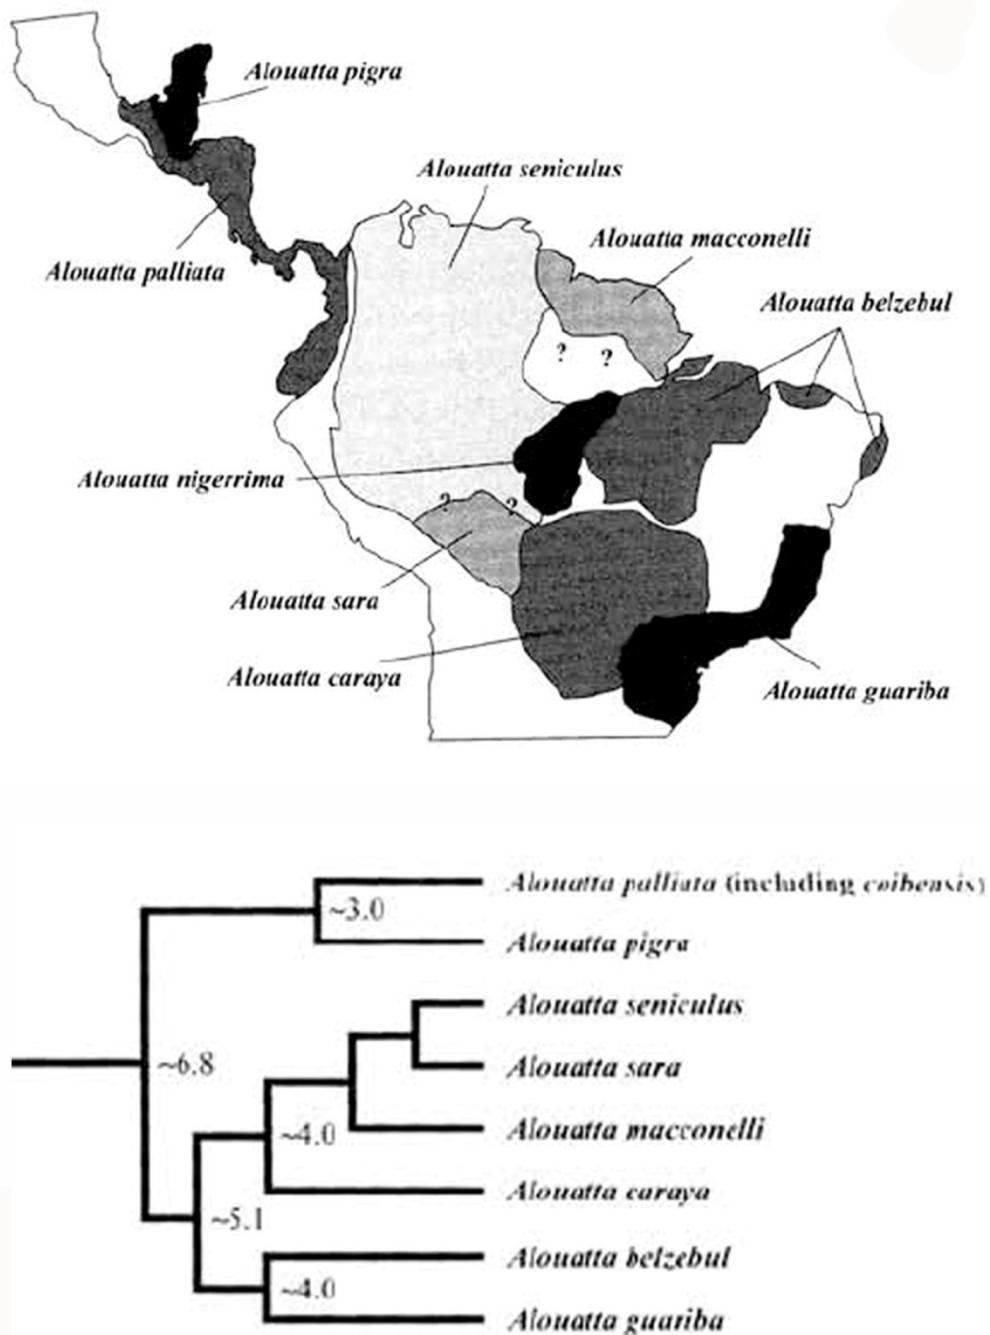 Alouatta pigra
Alouatta seniculus
Alouatta macconelli
Alouatta palliata
Alouatta belzebul
? ?
Alouatta nigerrima
? ?
Alouatta sara
Alouatta caraya
Alouatta guariba
Alouatta palliata (including coibensis)
~3.0
Alouatta pigra
Alouatta seniculus
~6.8
Alouatta sara
Alouatta macconelli
~4.0
Alouatta caraya
~5.1
Alouatta belzebul
~4.0
Alouatta guariba